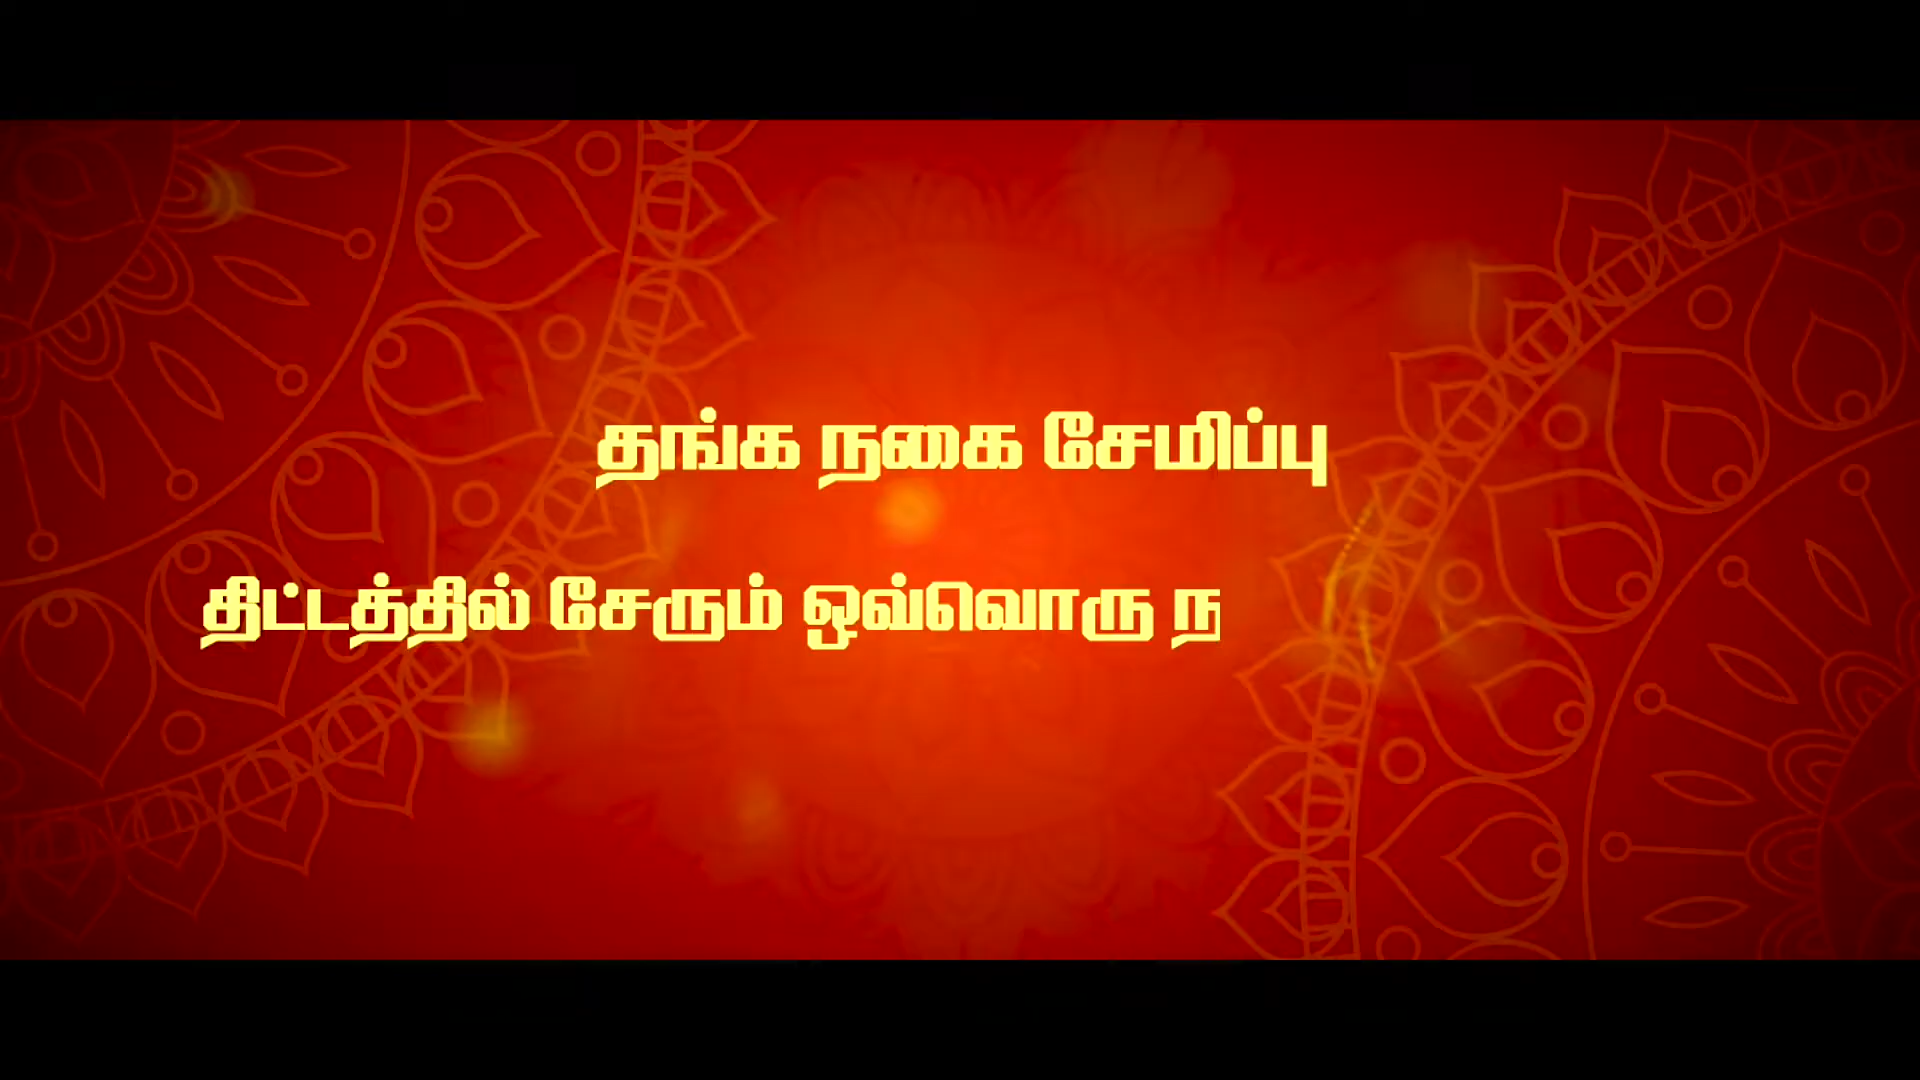 தங்க நகை சேமிப்பு
திட்டத்தில் சேரும் ஒவ்வொரு ந